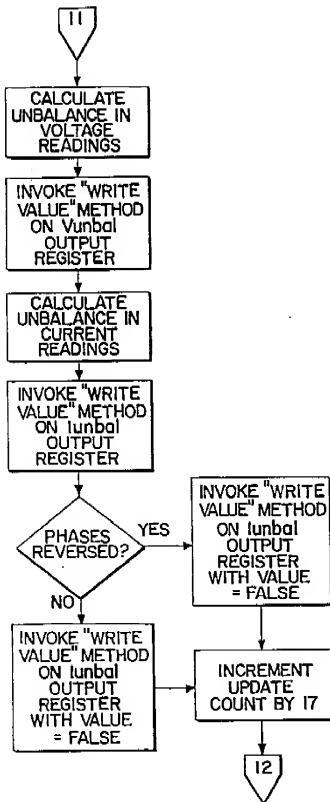 11
CALCULATE
UNBALANCE IN
VOLTAGE
READINGS
INVOKE "WRITE
VALUE" METHOD
ON Vunbal
OUTPUT
REGISTER
CALCULATE
UNBALANCE IN
CURRENT
READINGS
INVOKE "WRITE
VALUE" METHOD
ON Iunbal
OUTPUT
REGISTER
PHASES
REVERSED?
YES
INVOKE "WRITE
VALUE" METHOD
ON Iunbal
OUTPUT
REGISTER
WITH VALUE
= FALSE
NO
INVOKE "WRITE
VALUE" METHOD
ON Iunbal
OUTPUT
REGISTER
WITH VALUE
= FALSE
INCREMENT
UPDATE
COUNT BY 17
12